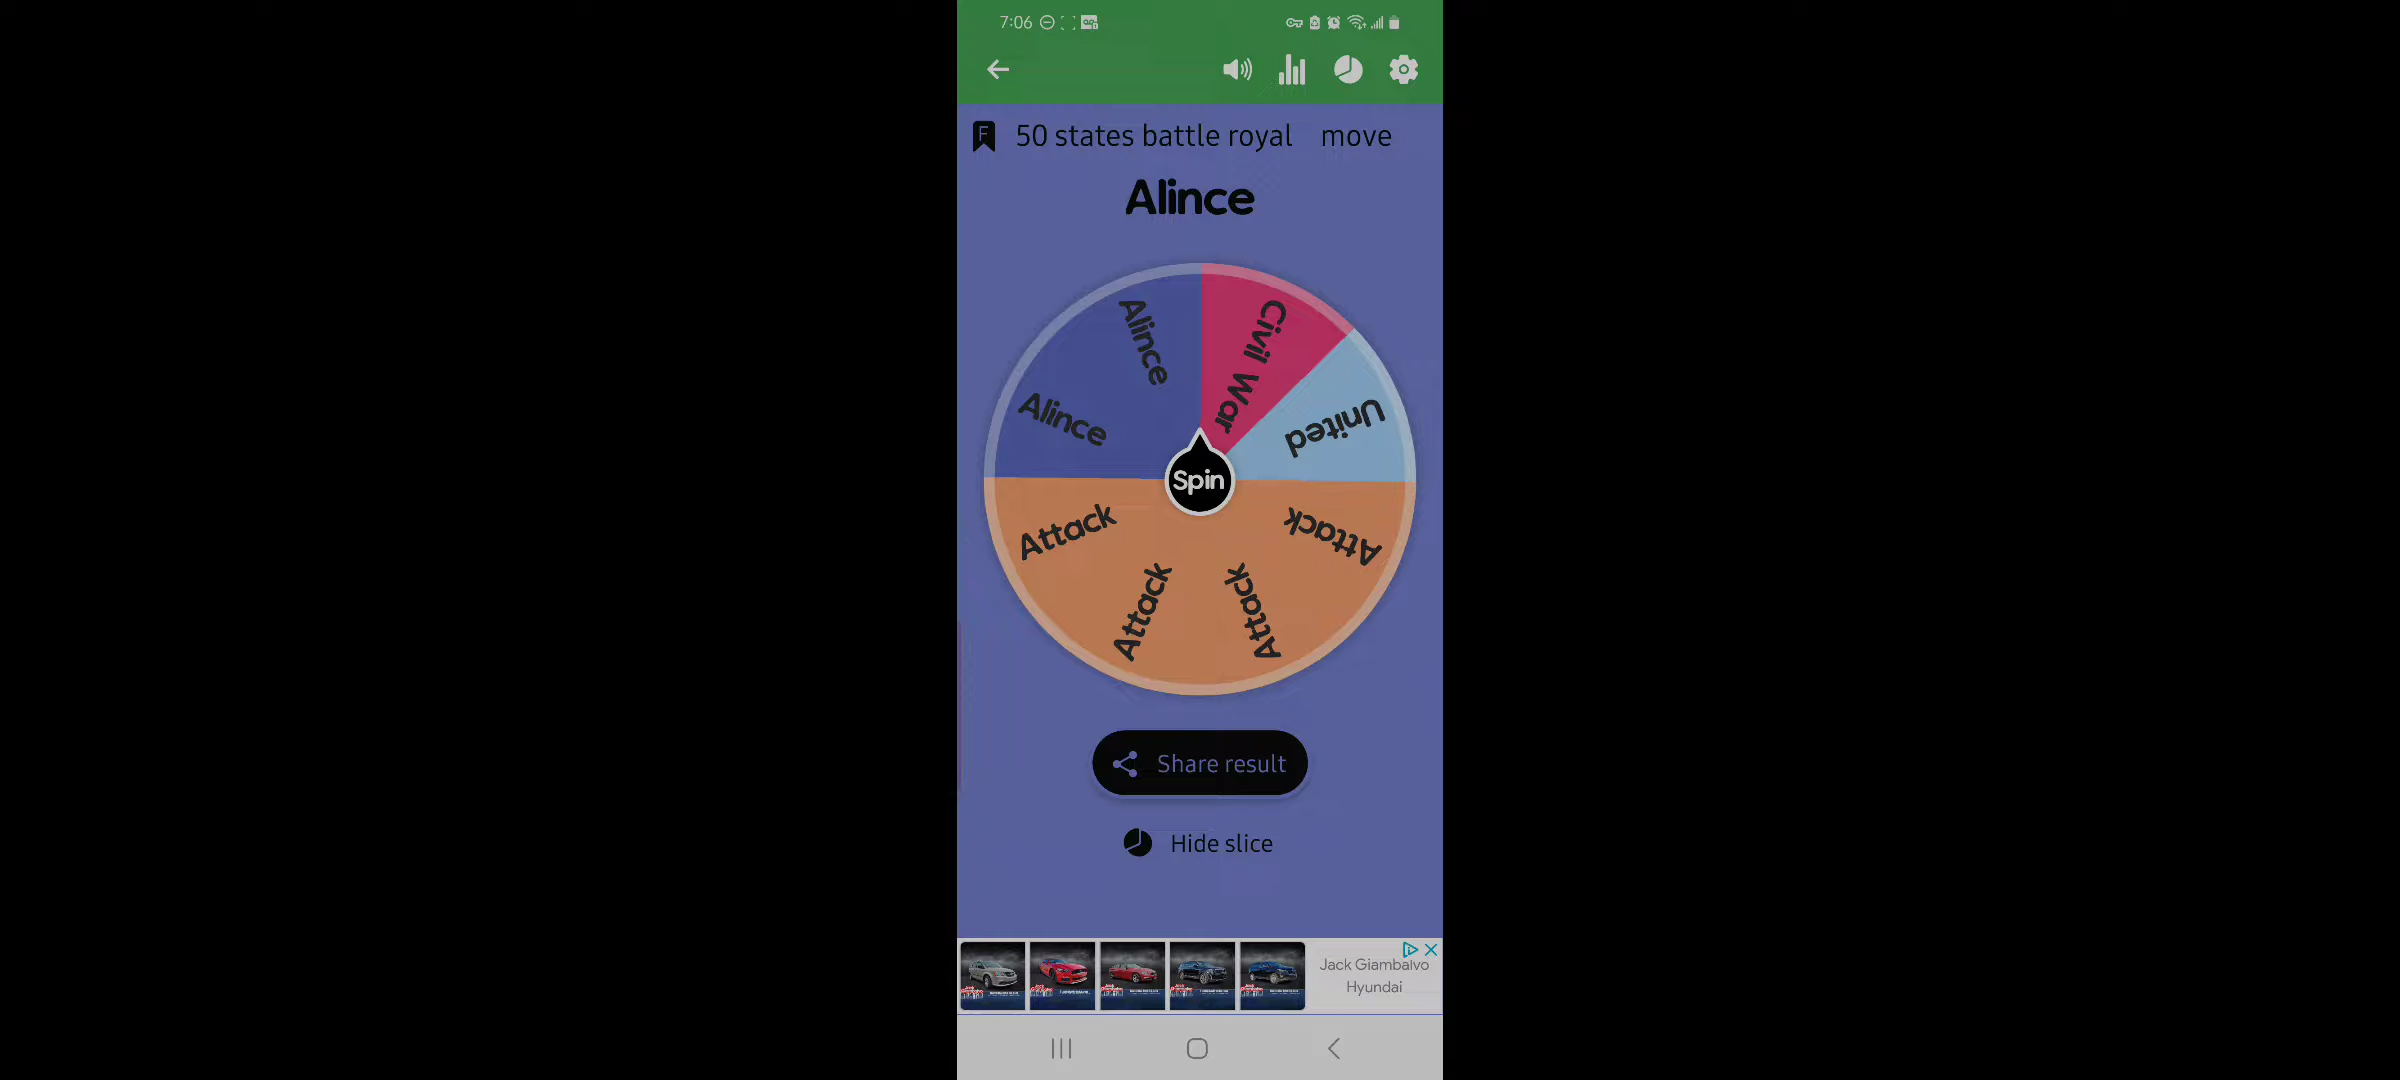 7:06
F 50 states battle royal move
Alince
Alince
Civil War
Alince
United
Spin
Attack
Attack
Attack
Attack
Share result
Hide slice
Jack Giambalvo
Hyundai